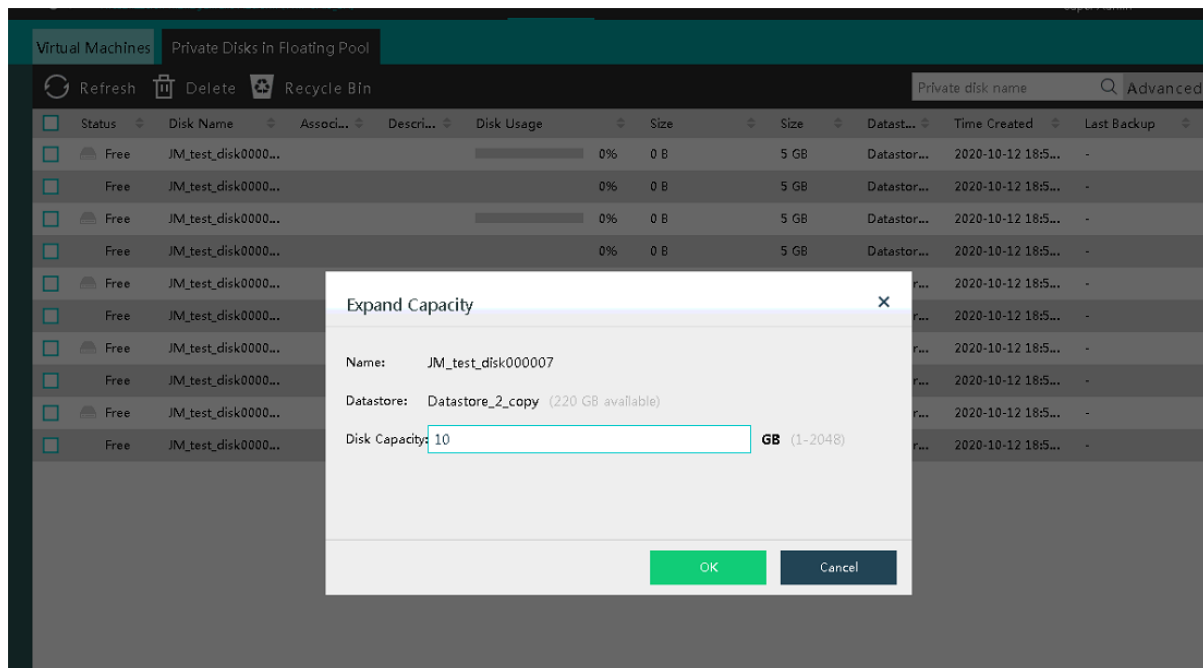 Virtual Machines Private Disks in Floating Pool
Refresh Delete Recycle Bin Private disk name Advanced
Status Disk Name Associ... Descri... Disk Usage Size Size Datast... Time Created Last Backup
Free JM_test_disk0000... 0% 0 B 5 GB Datastor... 2020-10-12 18:5... -
Free JM_test_disk0000... 0% 0 B 5 GB Datastor... 2020-10-12 18:5... -
Free JM_test_disk0000... 0% 0 B 5 GB Datastor... 2020-10-12 18:5... -
Free JM_test_disk0000... 0% 0 B 5 GB Datastor... 2020-10-12 18:5... -
Free JM_test_disk0000... r... 2020-10-12 18:5... -
Free JM_test_disk0000... r... 2020-10-12 18:5... -
Free JM_test_disk0000... r... 2020-10-12 18:5... -
Free JM_test_disk0000... r... 2020-10-12 18:5... -
Free JM_test_disk0000... r... 2020-10-12 18:5... -
Free JM_test_disk0000... r... 2020-10-12 18:5... -
Expand Capacity
Name: JM_test_disk000007
Datastore: Datastore_2_copy (220 GB available)
Disk Capacity: 10 GB (1-2048)
OK Cancel